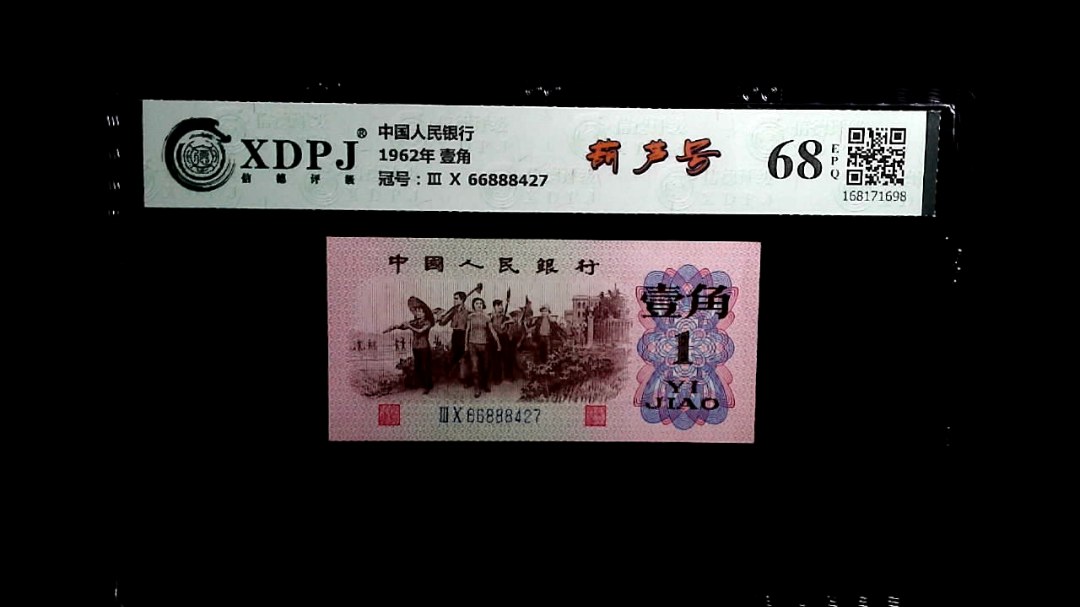 XDPJ®
信德评级
中国人民银行
1962年 壹角
冠号：Ⅲ X 66888427
葫芦号
68
EPQ
168171698
中國人民銀行
壹角
1
YI
JIAO
Ⅲ X 66888427